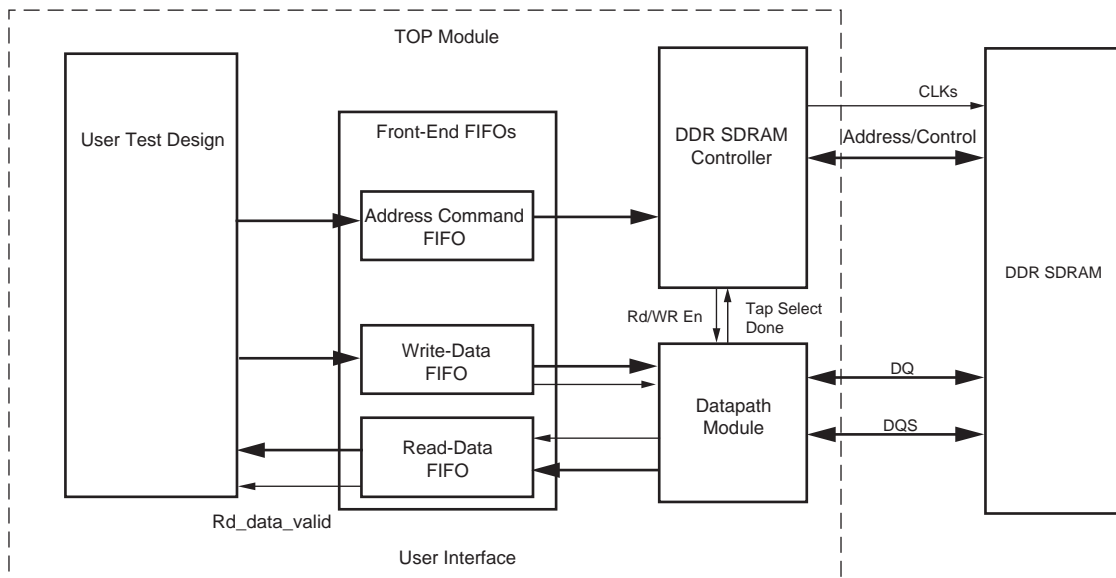 TOP Module
CLKs
User Test Design
Front-End FIFOs
DDR SDRAM
Controller
Address/Control
Address Command
FIFO
DDR SDRAM
Rd/WR En
Tap Select
Done
Write-Data
FIFO
DQ
Datapath
Module
DQS
Read-Data
FIFO
Rd_data_valid
User Interface